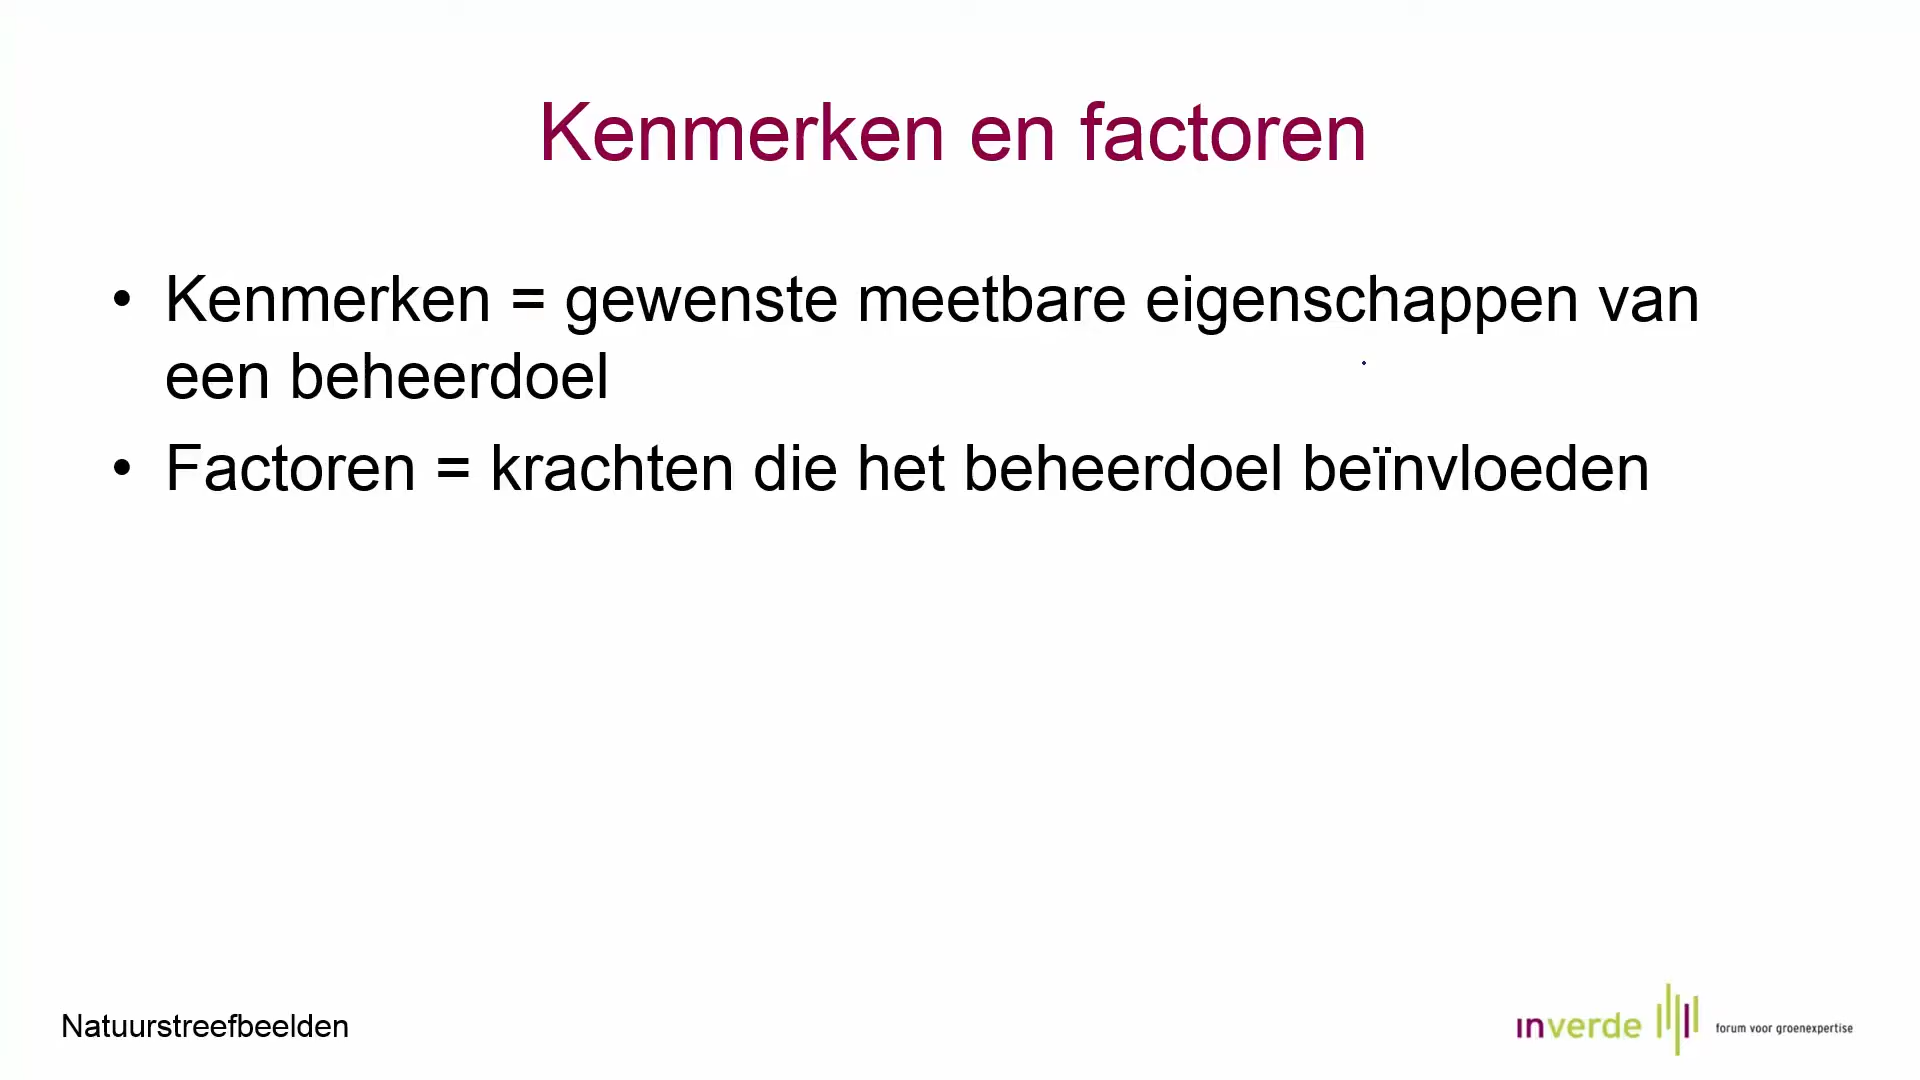 Kenmerken en factoren
• Kenmerken = gewenste meetbare eigenschappen van
een beheerdoel
• Factoren = krachten die het beheerdoel beïnvloeden
Natuurstreefbeelden
inverde forum voor groenexpertise